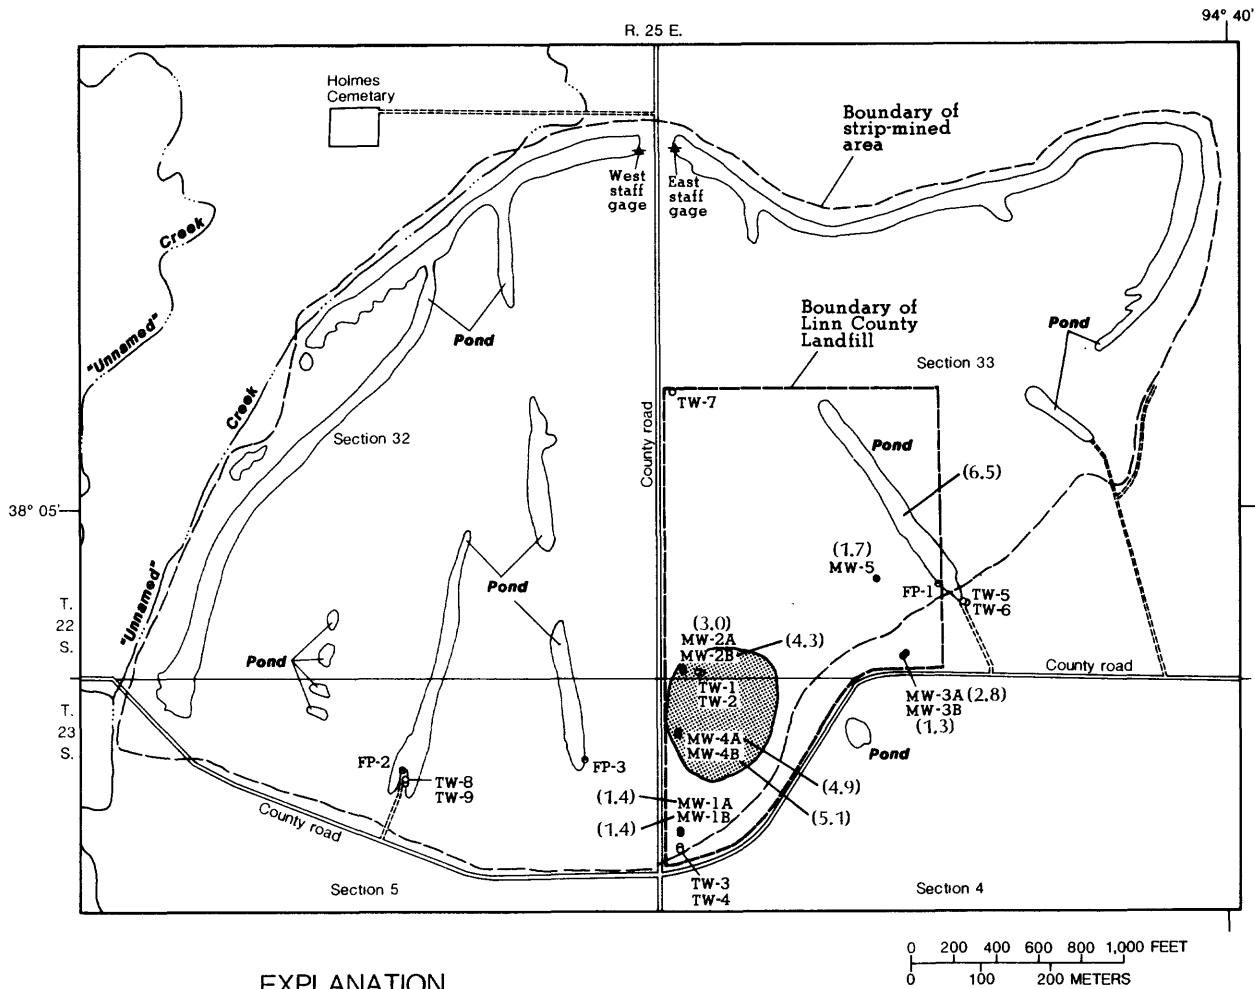 94° 40'
R. 25 E.
Holmes
Cemetary
Boundary of
strip-mined
area
West
staff
gage
East
staff
gage
Creek
"Unnamed"
Pond
Boundary of
Linn County
Landfill
Pond
Section 33
TW-7
Creek
Section 32
County road
Pond
(6.5)
38° 05'
(1.7)
MW-5
Pond
FP-1
TW-5
TW-6
"Unnamed"
T.
22
S.
(3.0)
MW-2A
MW-2B
(4.3)
Pond
County road
TW-1
TW-2
MW-3A (2.8)
MW-3B
(1.3)
T.
23
S.
MW-4A
MW-4B
Pond
FP-2
FP-3
TW-8
TW-9
(4.9)
(1.4)
MW-1A
MW-1B
(5.1)
(1.4)
County road
TW-3
TW-4
Section 5
Section 4
0 200 400 600 800 1,000 FEET
0 100 200 METERS
EXPLANATION